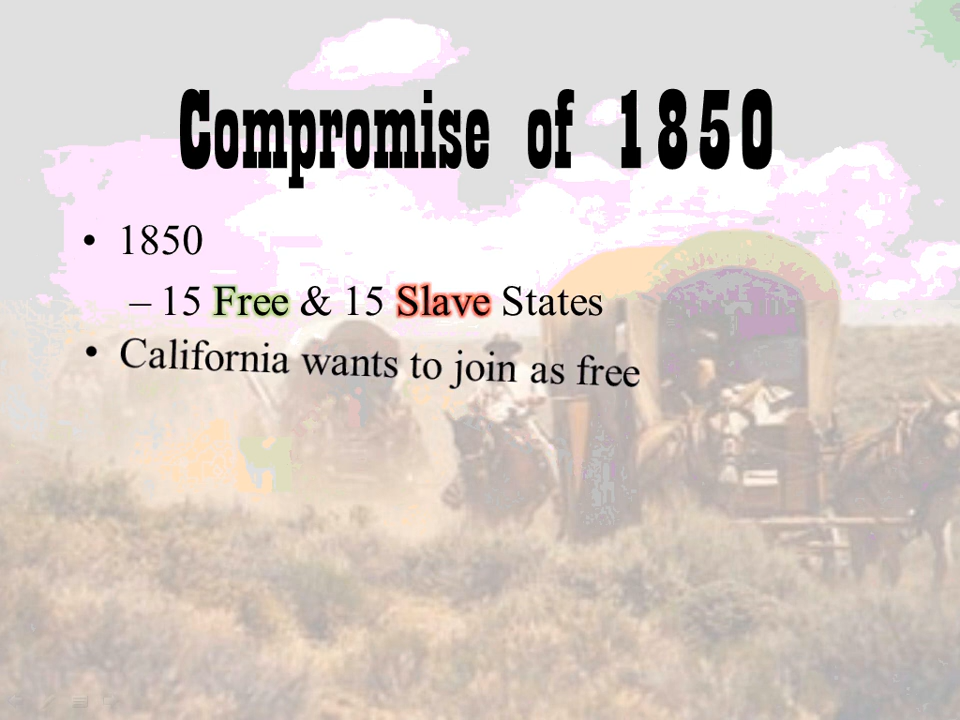 Compromise of 1850
• 1850
– 15 Free & 15 Slave States
• California wants to join as free